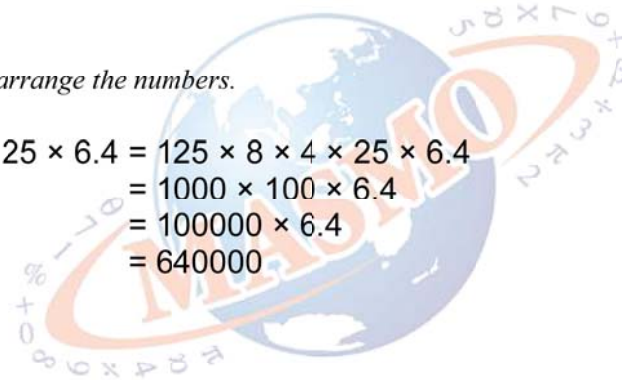 arrange the numbers.
25 × 6.4 = 125 × 8 × 4 × 25 × 6.4
= 1000 × 100 × 6.4
= 100000 × 6.4
= 640000
MASMO